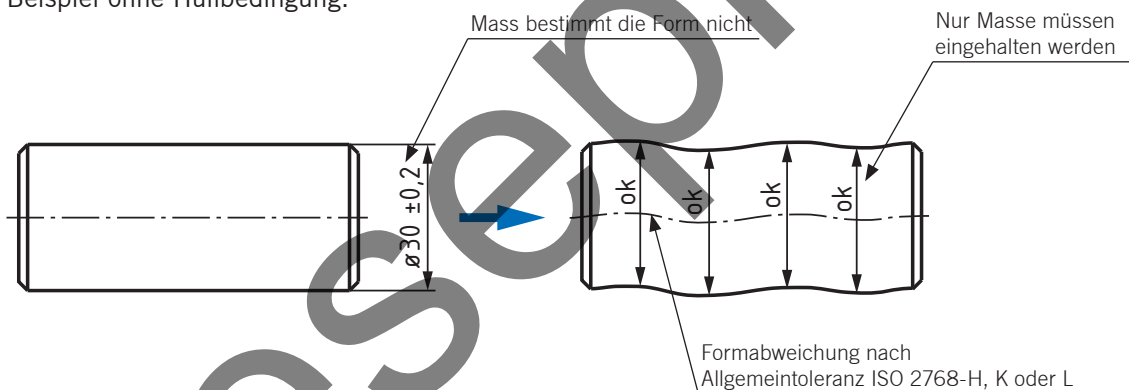 Beispiel ohne Hüllbedingung:
Mass bestimmt die Form nicht
Nur Masse müssen
eingehalten werden
ø30 ±0,2
ok
ok
ok
ok
Formabweichung nach
Allgemeintoleranz ISO 2768-H, K oder L